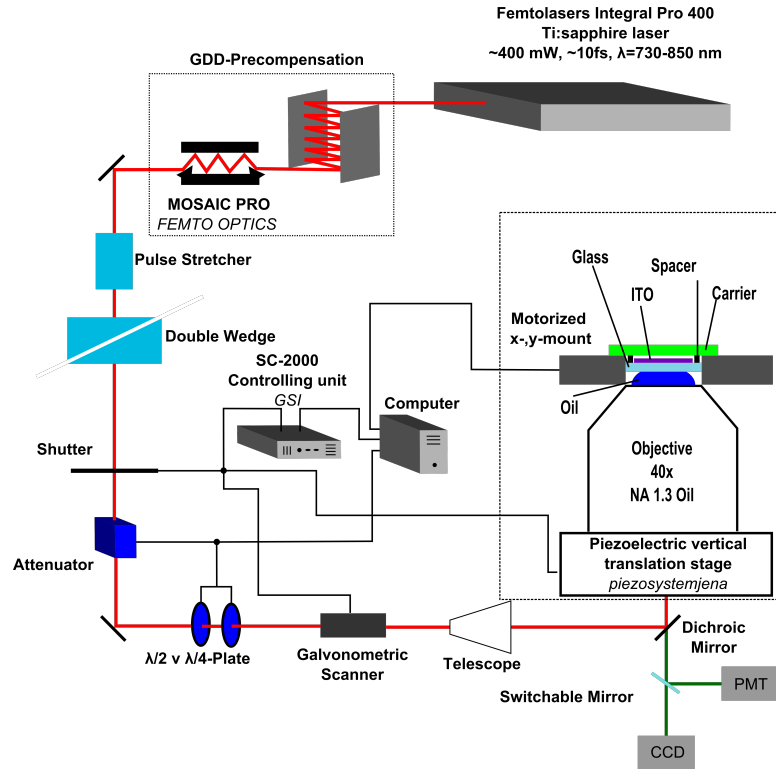 Femtolasers Integral Pro 400
Ti:sapphire laser
~400 mW, ~10fs, λ=730-850 nm
GDD-Precompensation
MOSAIC PRO
FEMTO OPTICS
Pulse Stretcher
Double Wedge
SC-2000
Controlling unit
GSI
Computer
Shutter
Attenuator
λ/2 v λ/4-Plate
Galvonometric
Scanner
Telescope
Glass
Spacer
ITO
Carrier
Motorized
x-,y-mount
Oil
Objective
40x
NA 1.3 Oil
Piezoelectric vertical
translation stage
piezosystemjena
Dichroic
Mirror
Switchable Mirror
PMT
CCD